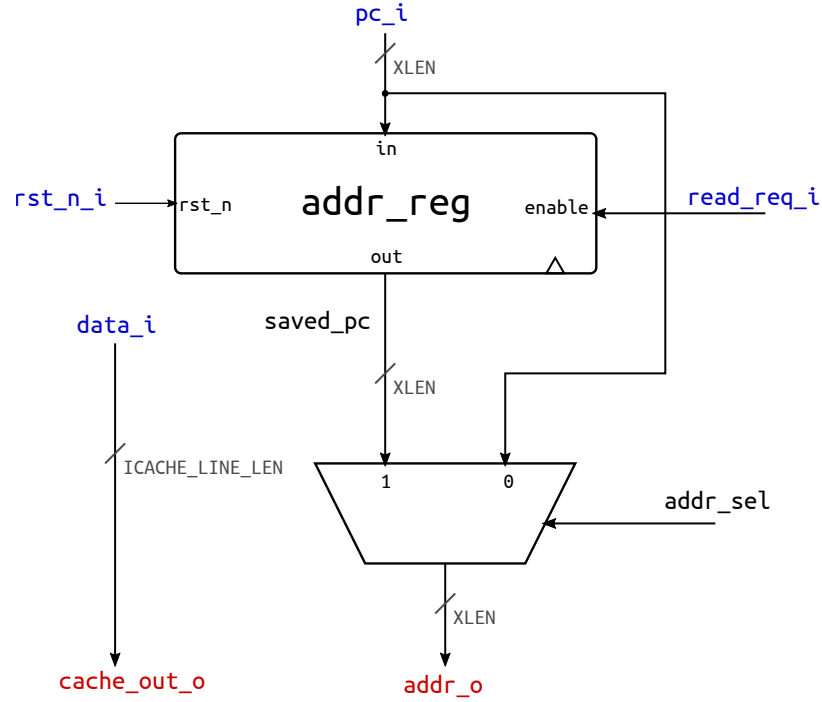 pc_i
XLEN
in
rst_n_i
rst_n
addr_reg
enable
read_req_i
out
data_i
saved_pc
XLEN
ICACHE_LINE_LEN
1
0
addr_sel
XLEN
cache_out_o
addr_o